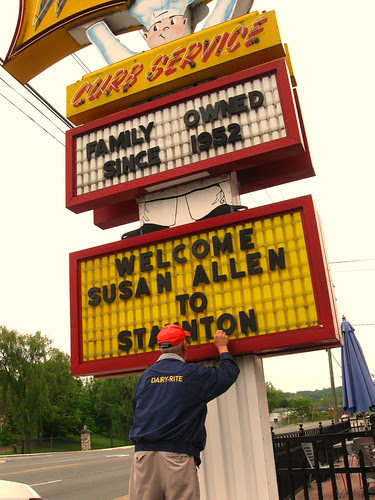 CURB SERVICE
FAMILY OWNED
SINCE 1952
WELCOME
SUSAN ALLEN
TO
STAUNTON
DAIRY-RITE